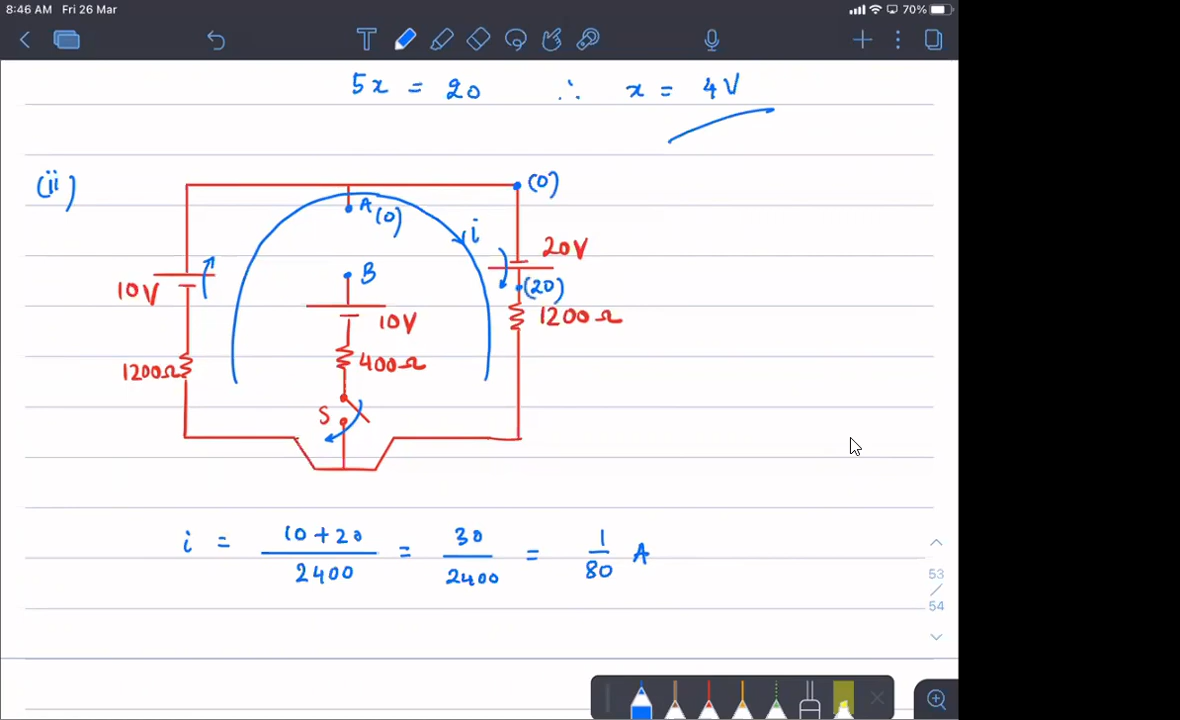 8:46 AM Fri 26 Mar 70%
T
5x = 20 ∴ x = 4V
(ii)
(0)
A (0)
i
20V
B
(20)
10V
10V
1200Ω
1200Ω
400Ω
S
i = 10 + 20 / 2400 = 30 / 2400 = 1 / 80 A
53
/
54